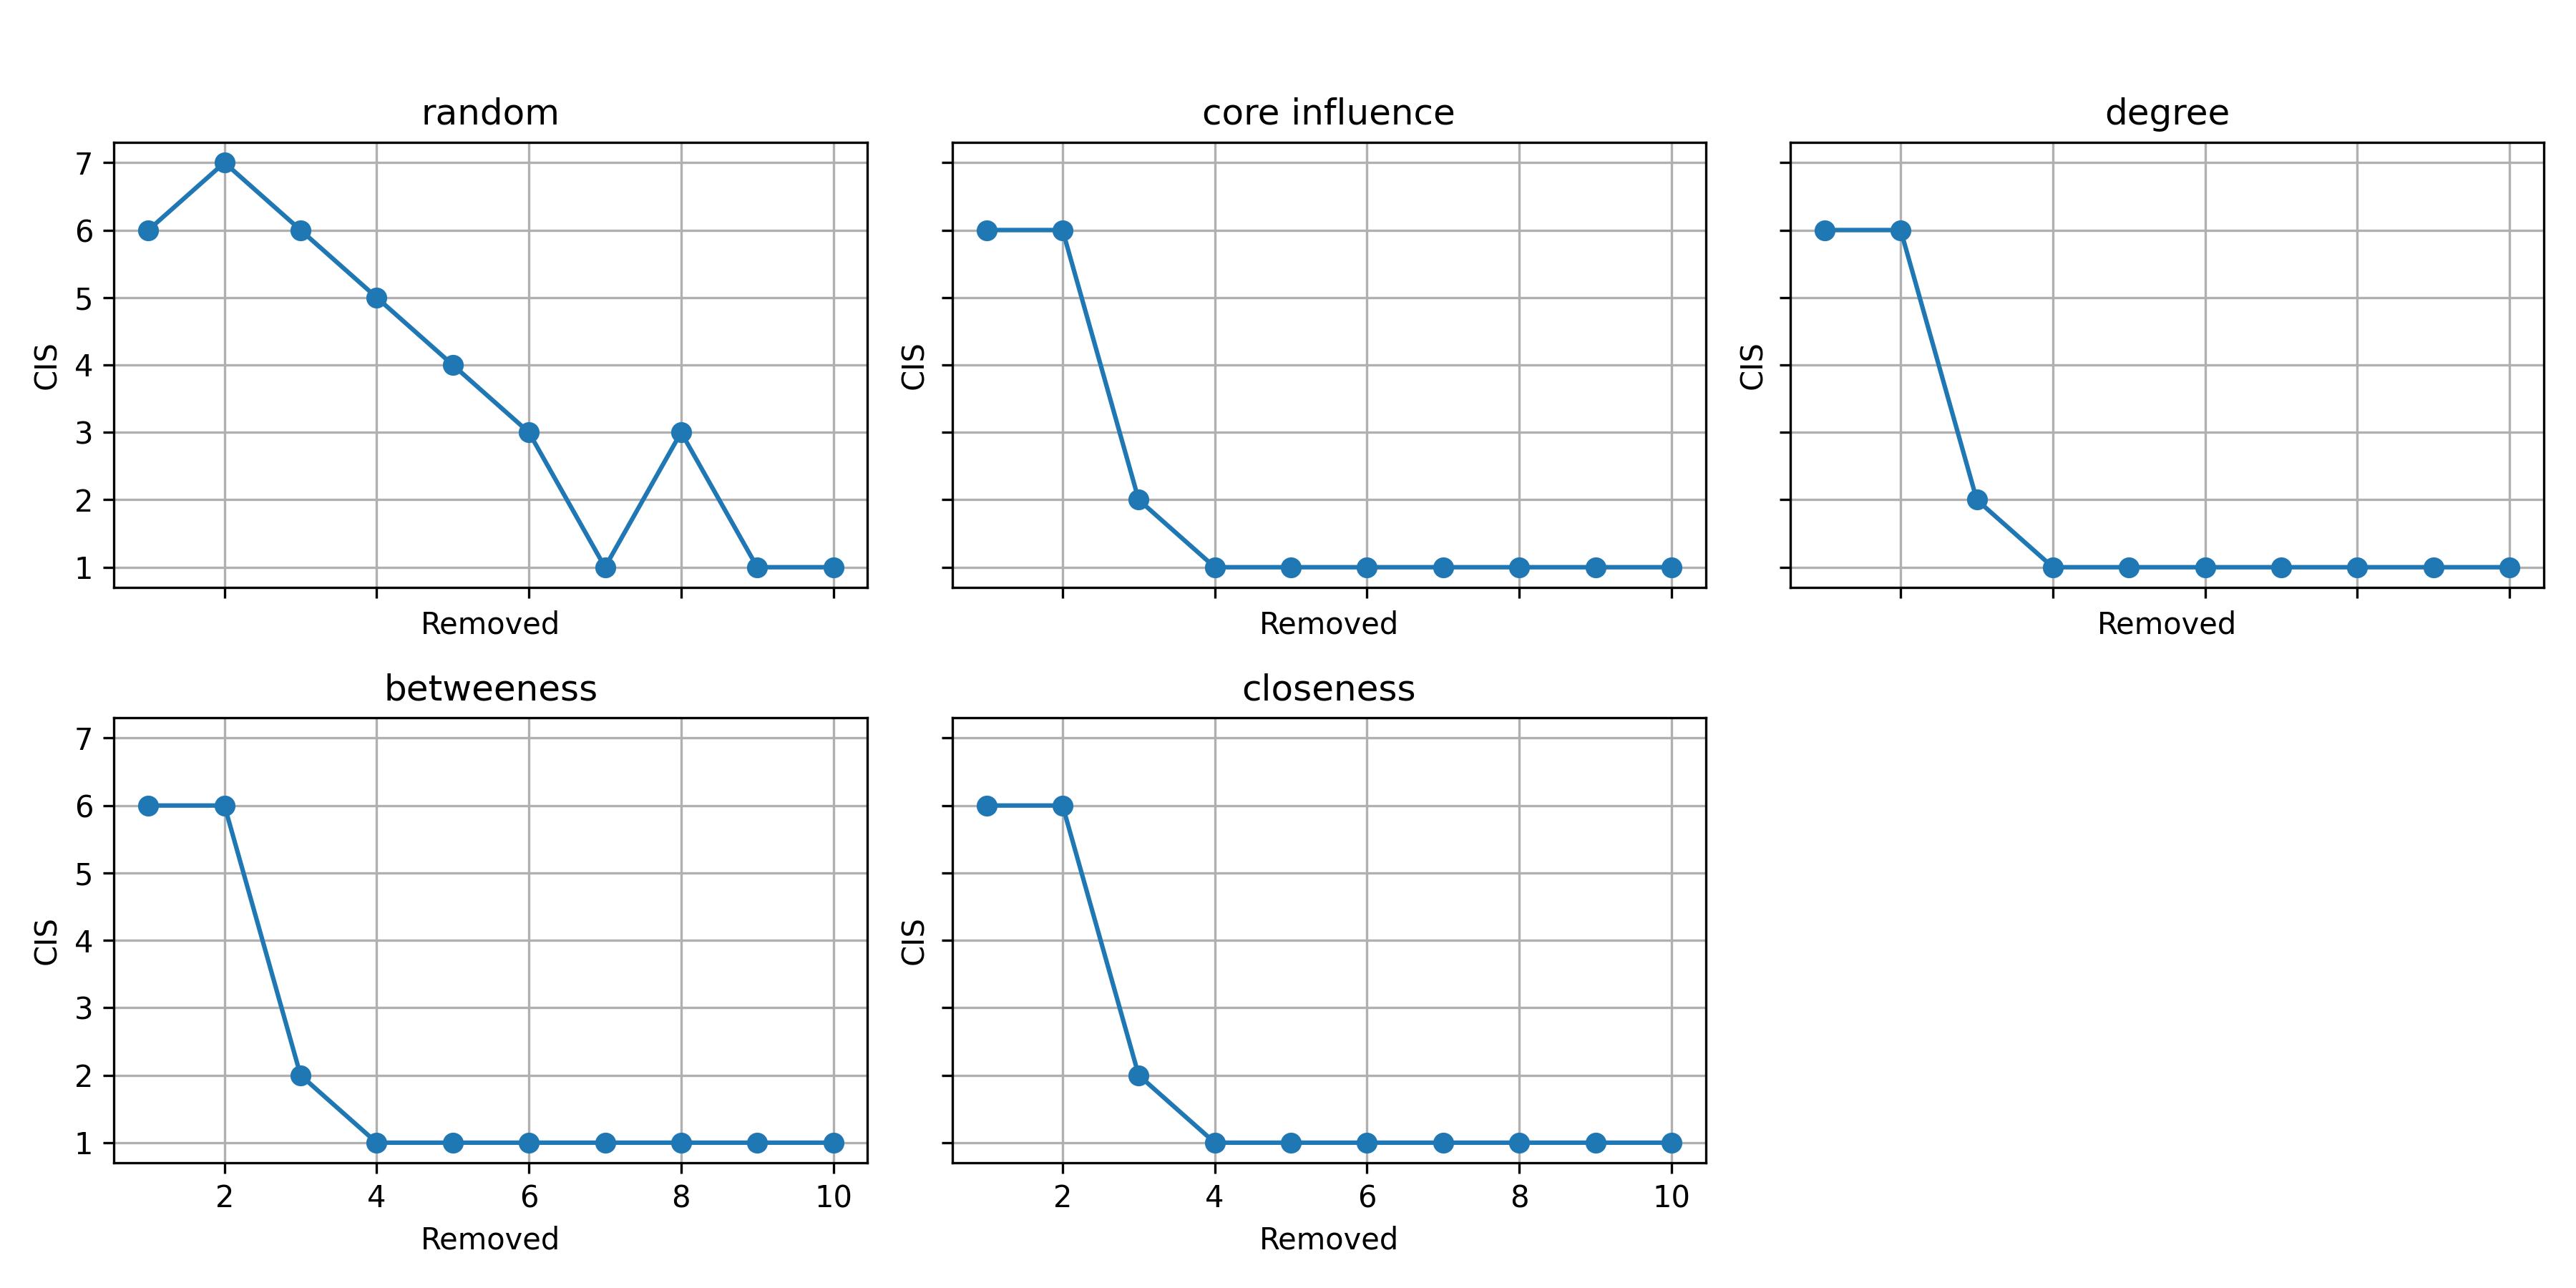 random
core influence
degree
7
6
5
4
3
2
1
CIS
CIS
CIS
Removed
Removed
Removed
betweeness
closeness
7
6
5
4
3
2
1
CIS
CIS
2 4 6 8 10
2 4 6 8 10
Removed
Removed